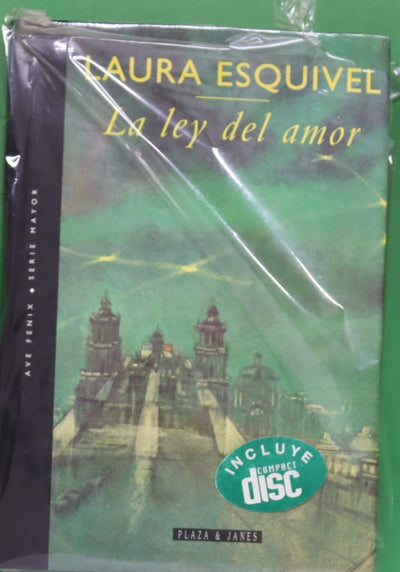 LAURA ESQUIVEL
La ley del amor
AVE FENIX ◆ SERIE MAYOR
INCLUYE
COMPACT
disc
PLAZA & JANES